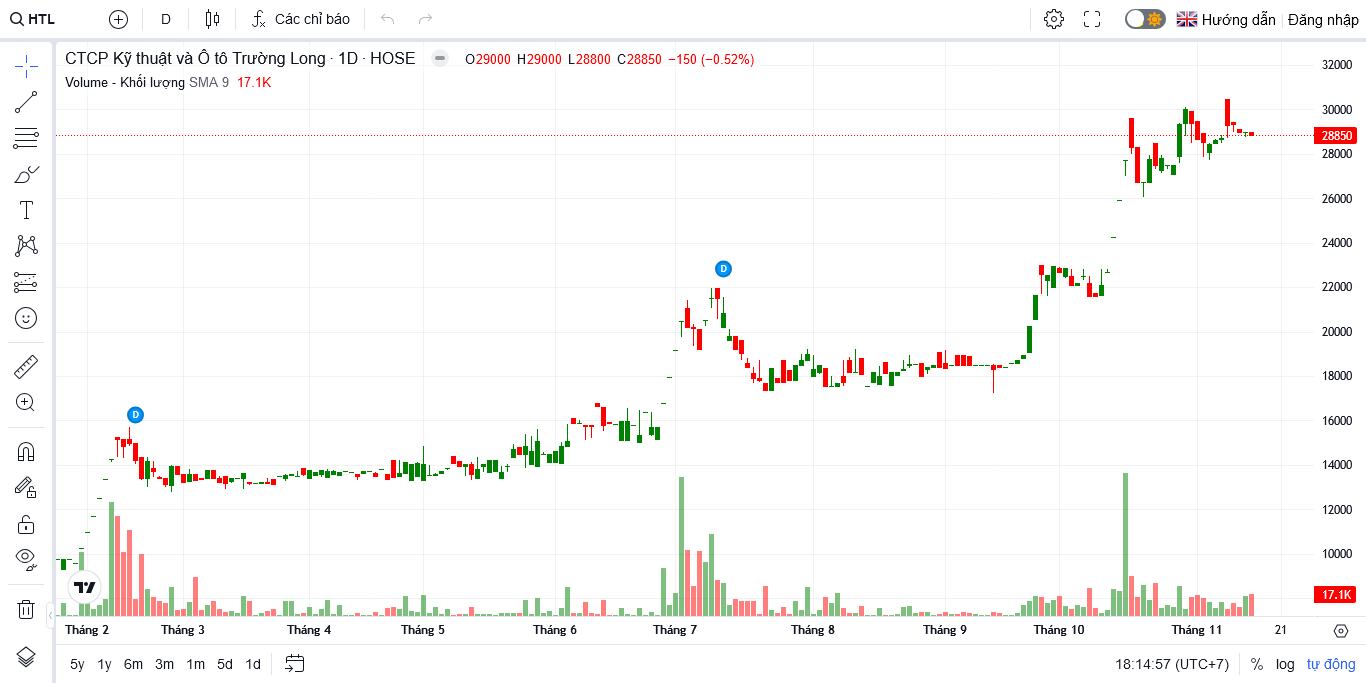 HTL D Các chỉ báo Hướng dẫn Đăng nhập
CTCP Kỹ thuật và Ô tô Trường Long · 1D · HOSE O29000 H29000 L28800 C28850 −150 (−0.52%)
Volume - Khối lượng SMA 9 17.1K
32000
30000
28850
28000
26000
24000
D
22000
20000
18000
D
16000
14000
12000
10000
17.1K
Tháng 2 Tháng 3 Tháng 4 Tháng 5 Tháng 6 Tháng 7 Tháng 8 Tháng 9 Tháng 10 Tháng 11 21
5y 1y 6m 3m 1m 5d 1d 18:14:57 (UTC+7) % log tự động